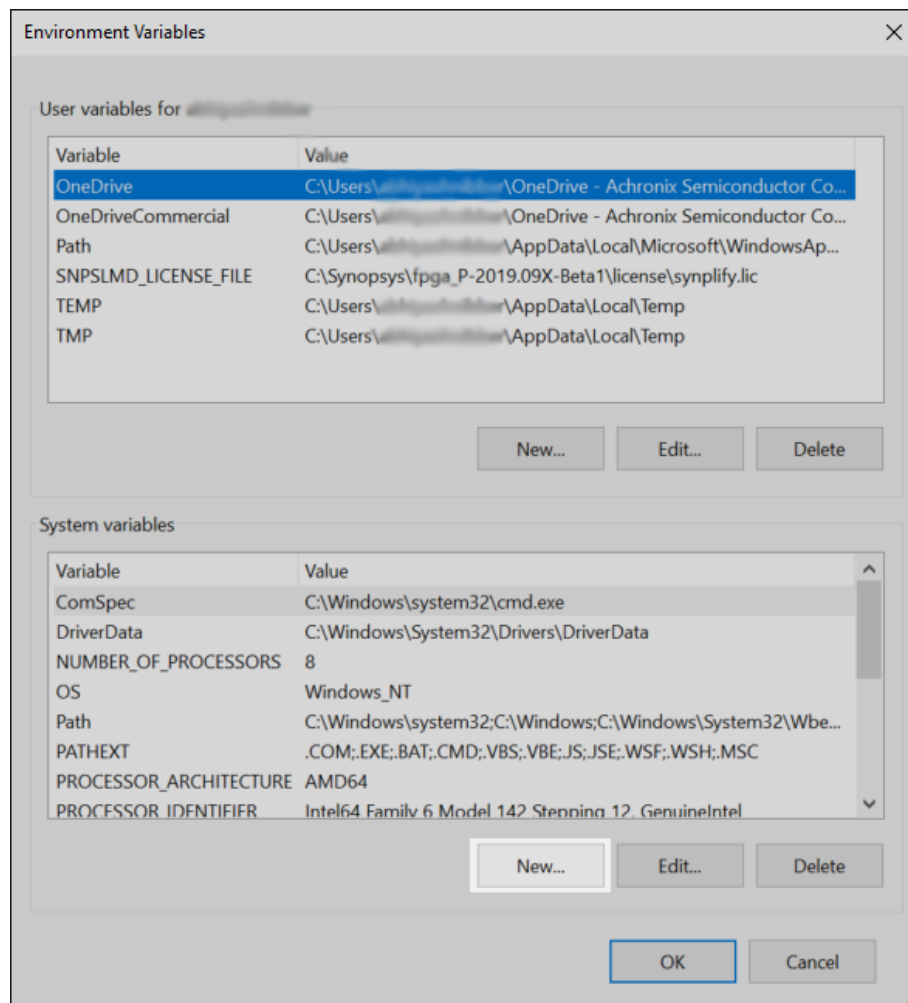 Environment Variables
User variables for
Variable Value
OneDrive C:\Users\ \OneDrive - Achronix Semiconductor Co...
OneDriveCommercial C:\Users\ \OneDrive - Achronix Semiconductor Co...
Path C:\Users\ \AppData\Local\Microsoft\WindowsAp...
SNPSLMD_LICENSE_FILE C:\Synopsys\fpga_P-2019.09X-Beta1\license\synplify.lic
TEMP C:\Users\ \AppData\Local\Temp
TMP C:\Users\ \AppData\Local\Temp
New... Edit... Delete
System variables
Variable Value
ComSpec C:\Windows\system32\cmd.exe
DriverData C:\Windows\System32\Drivers\DriverData
NUMBER_OF_PROCESSORS 8
OS Windows_NT
Path C:\Windows\system32;C:\Windows;C:\Windows\System32\Wbe...
PATHEXT .COM;.EXE;.BAT;.CMD;.VBS;.VBE;.JS;.JSE;.WSF;.WSH;.MSC
PROCESSOR_ARCHITECTURE AMD64
PROCESSOR_IDENTIFIER Intel64 Family 6 Model 142 Stepping 12, GenuineIntel
New... Edit... Delete
OK Cancel